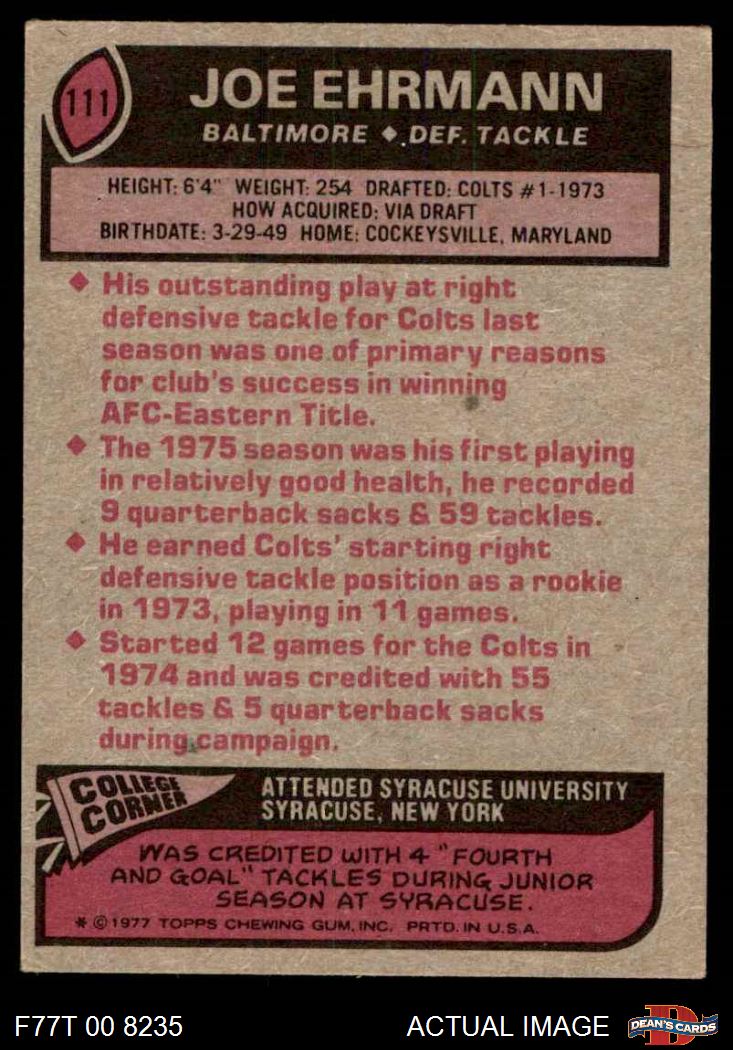 111
JOE EHRMANN
BALTIMORE ◆ DEF. TACKLE
HEIGHT: 6'4" WEIGHT: 254 DRAFTED: COLTS #1-1973
HOW ACQUIRED: VIA DRAFT
BIRTHDATE: 3-29-49 HOME: COCKEYSVILLE, MARYLAND
◆ His outstanding play at right
defensive tackle for Colts last
season was one of primary reasons
for club's success in winning
AFC-Eastern Title.
◆ The 1975 season was his first playing
in relatively good health, he recorded
9 quarterback sacks & 59 tackles.
◆ He earned Colts' starting right
defensive tackle position as a rookie
in 1973, playing in 11 games.
◆ Started 12 games for the Colts in
1974 and was credited with 55
tackles & 5 quarterback sacks
during campaign.
COLLEGE
CORNER
ATTENDED SYRACUSE UNIVERSITY
SYRACUSE, NEW YORK
WAS CREDITED WITH 4 "FOURTH
AND GOAL" TACKLES DURING JUNIOR
SEASON AT SYRACUSE.
* © 1977 TOPPS CHEWING GUM, INC. PRTD. IN U.S.A.
F77T 00 8235
ACTUAL IMAGE
D
DEAN'S CARDS